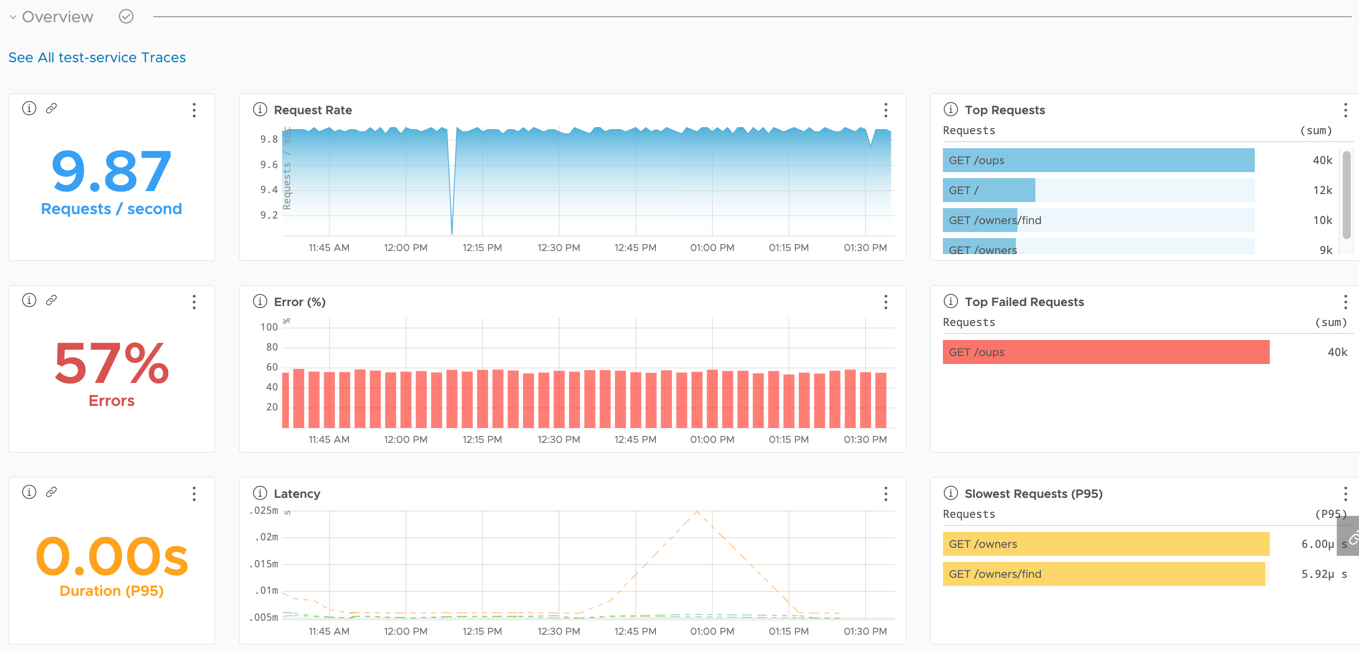 Overview
See All test-service Traces
9.87
Requests / second
Request Rate
Requests / sec
9.8
9.6
9.4
9.2
11:45 AM 12:00 PM 12:15 PM 12:30 PM 12:45 PM 01:00 PM 01:15 PM 01:30 PM
Top Requests
Requests (sum)
GET /oups 40k
GET / 12k
GET /owners/find 10k
GET /owners 9k
57%
Errors
Error (%)
%
100
80
60
40
20
11:45 AM 12:00 PM 12:15 PM 12:30 PM 12:45 PM 01:00 PM 01:15 PM 01:30 PM
Top Failed Requests
Requests (sum)
GET /oups 40k
0.00s
Duration (P95)
Latency
s
.025m
.02m
.015m
.01m
.005m
11:45 AM 12:00 PM 12:15 PM 12:30 PM 12:45 PM 01:00 PM 01:15 PM 01:30 PM
Slowest Requests (P95)
Requests (P95)
GET /owners 6.00µ s
GET /owners/find 5.92µ s